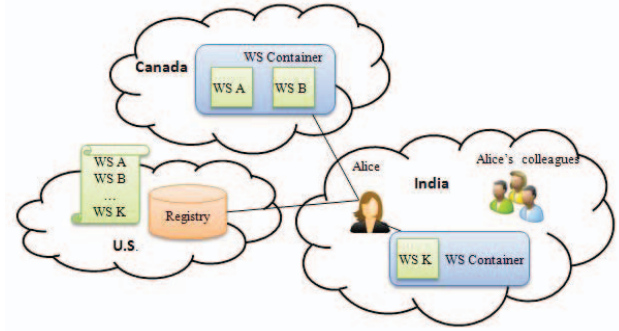 Canada
WS Container
WS A
WS B
WS A
WS B
...
WS K
Registry
U.S.
Alice
Alice's colleagues
India
WS K
WS Container